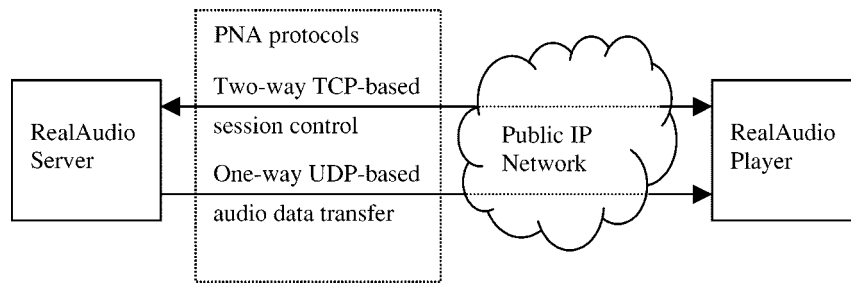 PNA protocols
Two-way TCP-based
session control
One-way UDP-based
audio data transfer
RealAudio
Server
Public IP
Network
RealAudio
Player